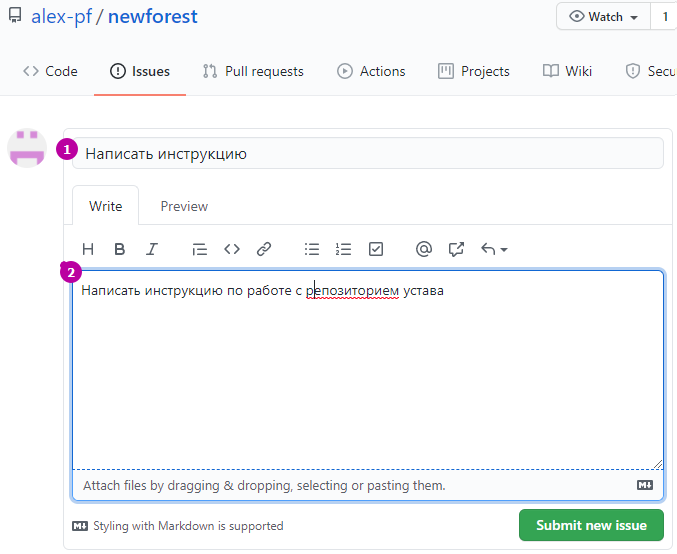 alex-pf / newforest
Watch 1
Code Issues Pull requests Actions Projects Wiki Secu
1 Написать инструкцию
Write Preview
2
Написать инструкцию по работе с репозиторием устава
Attach files by dragging & dropping, selecting or pasting them.
Styling with Markdown is supported Submit new issue